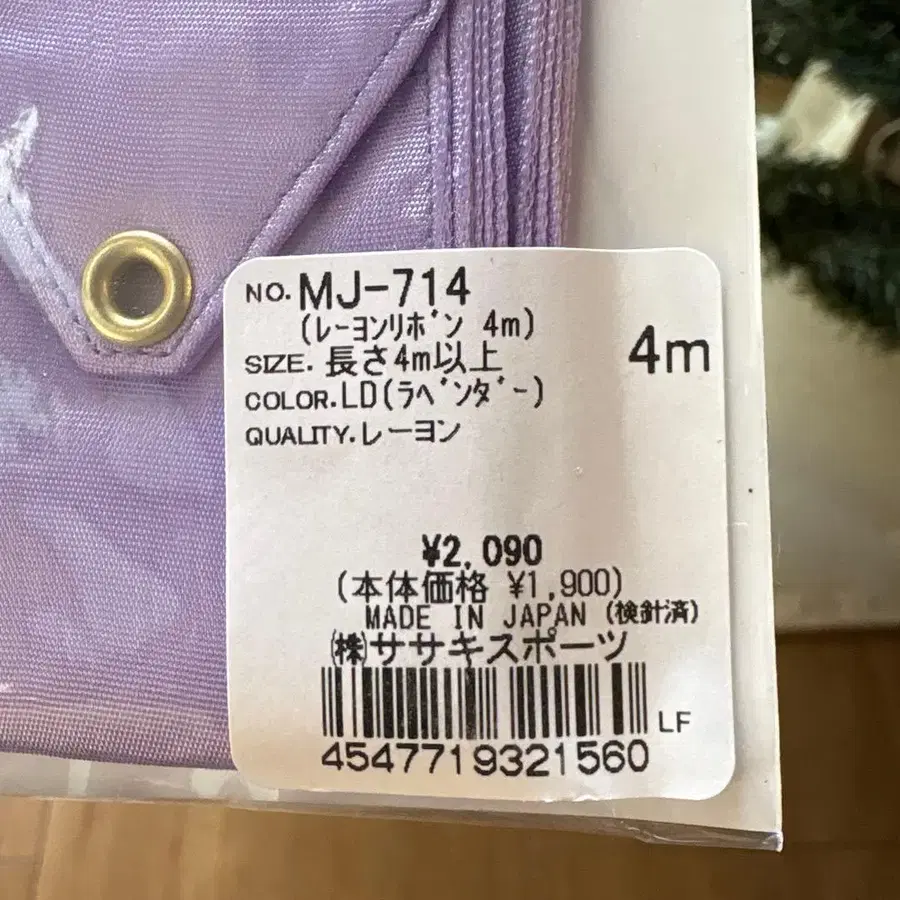 NO. MJ-714
(ﾚｰﾖﾝﾘﾎﾞﾝ 4m)
SIZE. 長さ4m以上
4m
COLOR. LD(ﾗﾍﾞﾝﾀﾞｰ)
QUALITY. レーヨン
¥2,090
(本体価格 ¥1,900)
MADE IN JAPAN (検針済)
㈱ササキスポーツ
LF
4547719321560